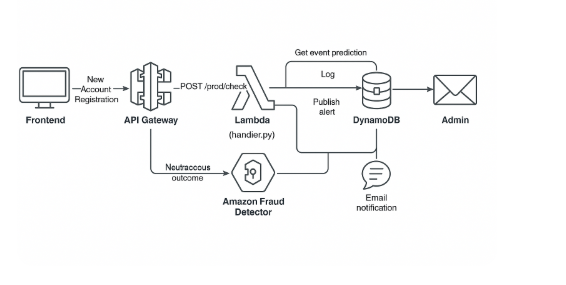 Get event prediction
New
Account
Registration
POST /prod/check
Log
Publish
alert
Frontend
API Gateway
Lambda
(handier.py)
DynamoDB
Admin
Neutraccous
outcome
Amazon Fraud
Detector
Email
notification